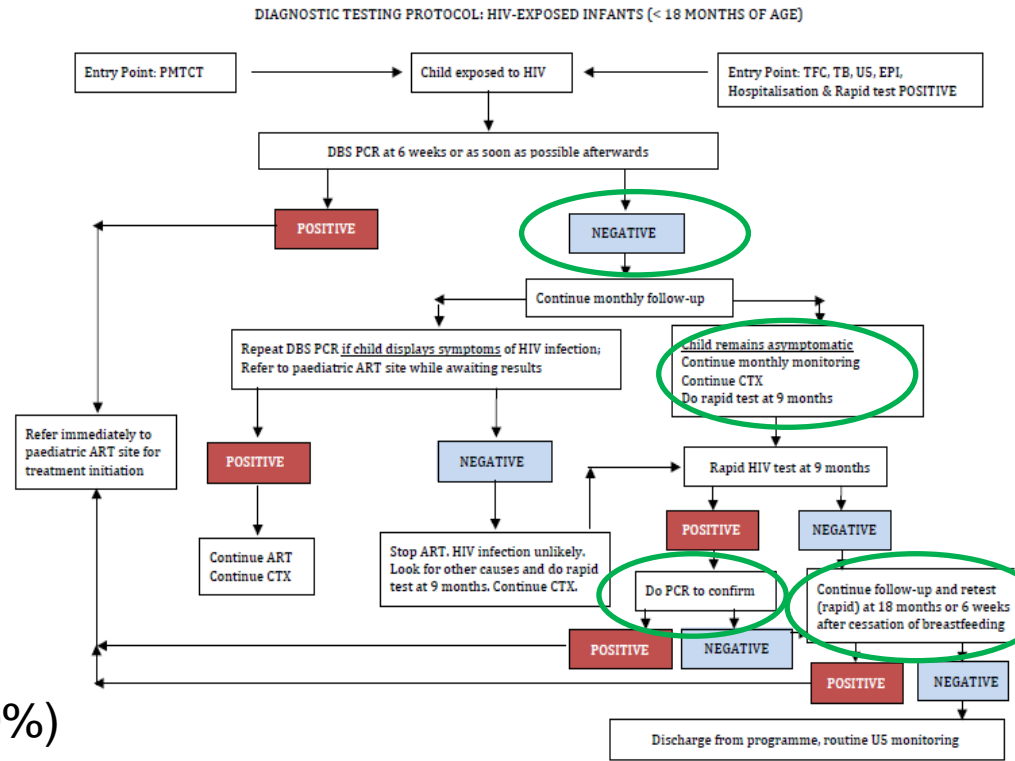 DIAGNOSTIC TESTING PROTOCOL: HIV-EXPOSED INFANTS (< 18 MONTHS OF AGE)
Entry Point: PMTCT
Child exposed to HIV
Entry Point: TFC, TB, U5, EPI,
Hospitalisation & Rapid test POSITIVE
DBS PCR at 6 weeks or as soon as possible afterwards
POSITIVE
NEGATIVE
Continue monthly follow-up
Repeat DBS PCR if child displays symptoms of HIV infection;
Refer to paediatric ART site while awaiting results
Child remains asymptomatic
Continue monthly monitoring
Continue CTX
Do rapid test at 9 months
Refer immediately to
paediatric ART site for
treatment initiation
POSITIVE
NEGATIVE
Rapid HIV test at 9 months
POSITIVE
NEGATIVE
Continue ART
Continue CTX
Stop ART. HIV infection unlikely.
Look for other causes and do rapid
test at 9 months. Continue CTX.
Do PCR to confirm
Continue follow-up and retest
(rapid) at 18 months or 6 weeks
after cessation of breastfeeding
POSITIVE
NEGATIVE
POSITIVE
NEGATIVE
%)
Discharge from programme, routine U5 monitoring